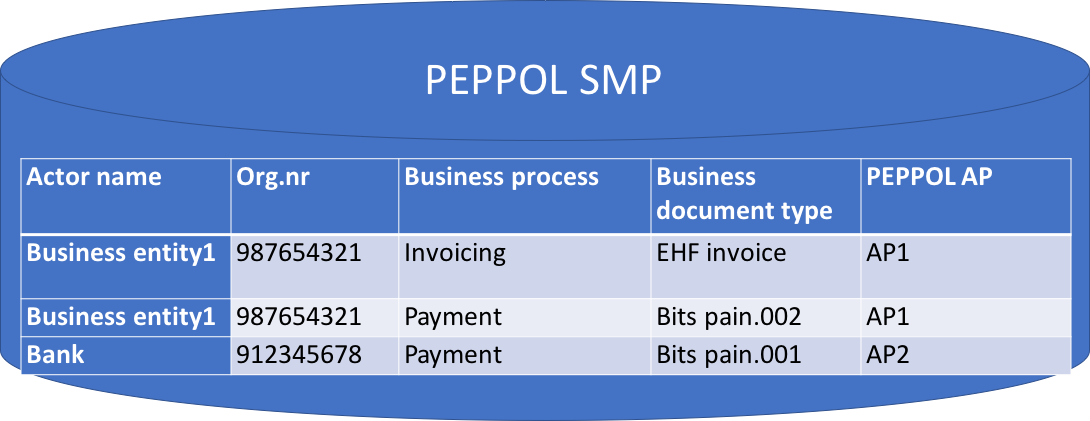 PEPPOL SMP
Actor name Org.nr Business process Business document type PEPPOL AP
Business entity1 987654321 Invoicing EHF invoice AP1
Business entity1 987654321 Payment Bits pain.002 AP1
Bank 912345678 Payment Bits pain.001 AP2